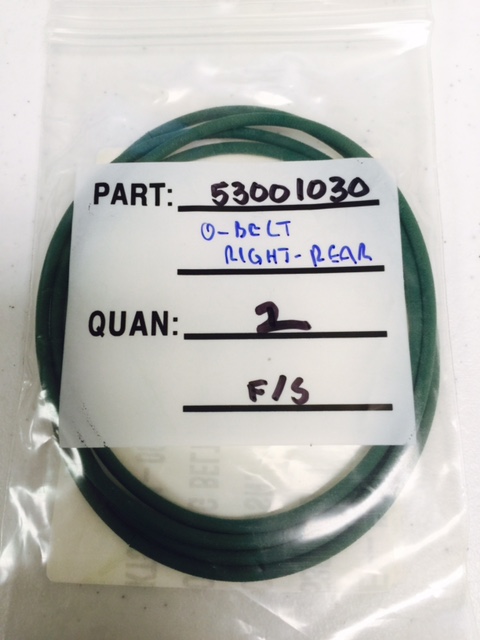 PART: 53001030
O-BELT
RIGHT-REAR
QUAN: 2
F/S